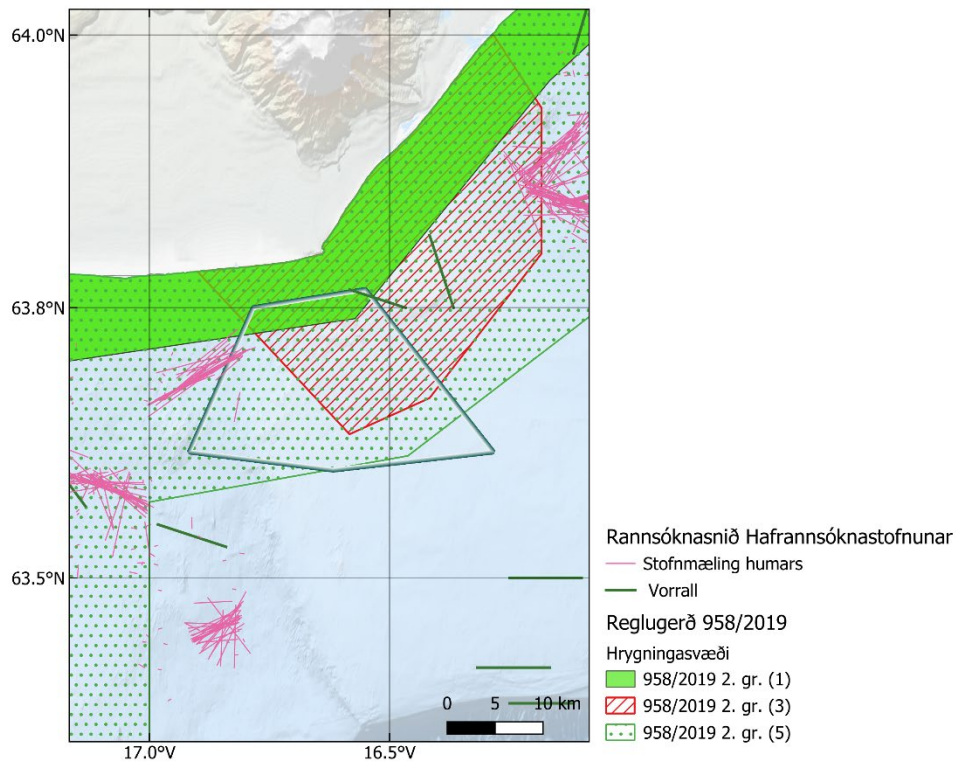 64.0°N
63.8°N
63.5°N
17.0°V
16.5°V
0 5 10 km
Rannsóknasnið Hafrannsóknastofnunar
Stofnmæling humars
Vorrall
Reglugerð 958/2019
Hrygningasvæði
958/2019 2. gr. (1)
958/2019 2. gr. (3)
958/2019 2. gr. (5)